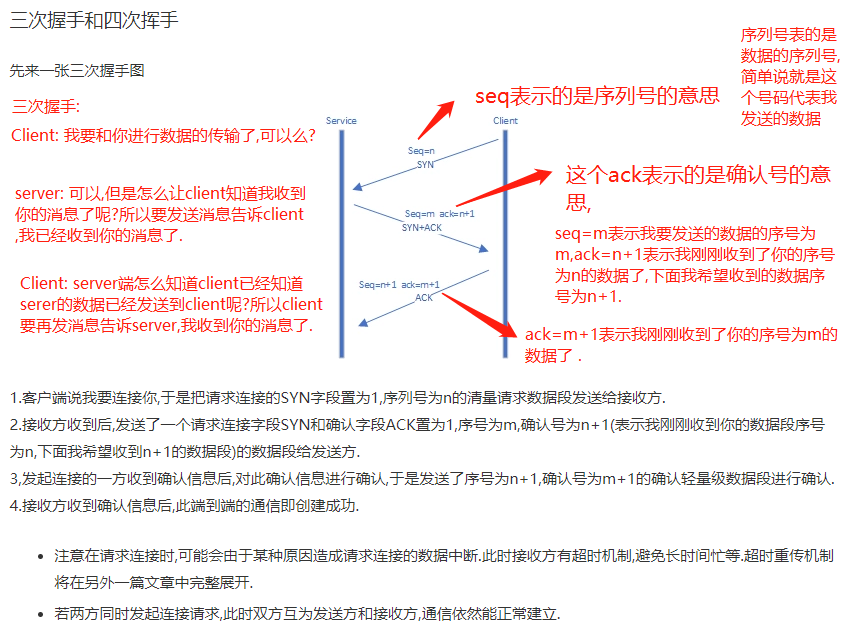 三次握手和四次挥手
先来一张三次握手图
三次握手:
Client: 我要和你进行数据的传输了,可以么?
server: 可以,但是怎么让client知道我收到
你的消息了呢?所以要发送消息告诉client
,我已经收到你的消息了.
Client: server端怎么知道client已经知道
serer的数据已经发送到client呢?所以client
要再发消息告诉server,我收到你的消息了.
Service
Client
Seq=n
SYN
Seq=m ack=n+1
SYN+ACK
Seq=n+1 ack=m+1
ACK
seq表示的是序列号的意思
序列号表的是
数据的序列号,
简单说就是这
个号码代表我
发送的数据
这个ack表示的是确认号的意
思,
seq=m表示我要发送的数据的序号为
m,ack=n+1表示我刚刚收到了你的序号
为n的数据了,下面我希望收到的数据序
号为n+1.
ack=m+1表示我刚刚收到了你的序号为m的
数据了 .
1.客户端说我要连接你,于是把请求连接的SYN字段置为1,序列号为n的清量请求数据段发送给接收方.
2.接收方收到后,发送了一个请求连接字段SYN和确认字段ACK置为1,序号为m,确认号为n+1(表示我刚刚收到你的数据段序号
为n,下面我希望收到n+1的数据段)的数据段给发送方.
3,发起连接的一方收到确认信息后,对此确认信息进行确认,于是发送了序号为n+1,确认号为m+1的确认轻量级数据段进行确认.
4.接收方收到确认信息后,此端到端的通信即创建成功.
• 注意在请求连接时,可能会由于某种原因造成请求连接的数据中断.此时接收方有超时机制,避免长时间忙等.超时重传机制
将在另外一篇文章中完整展开.
• 若两方同时发起连接请求,此时双方互为发送方和接收方,通信依然能正常建立.